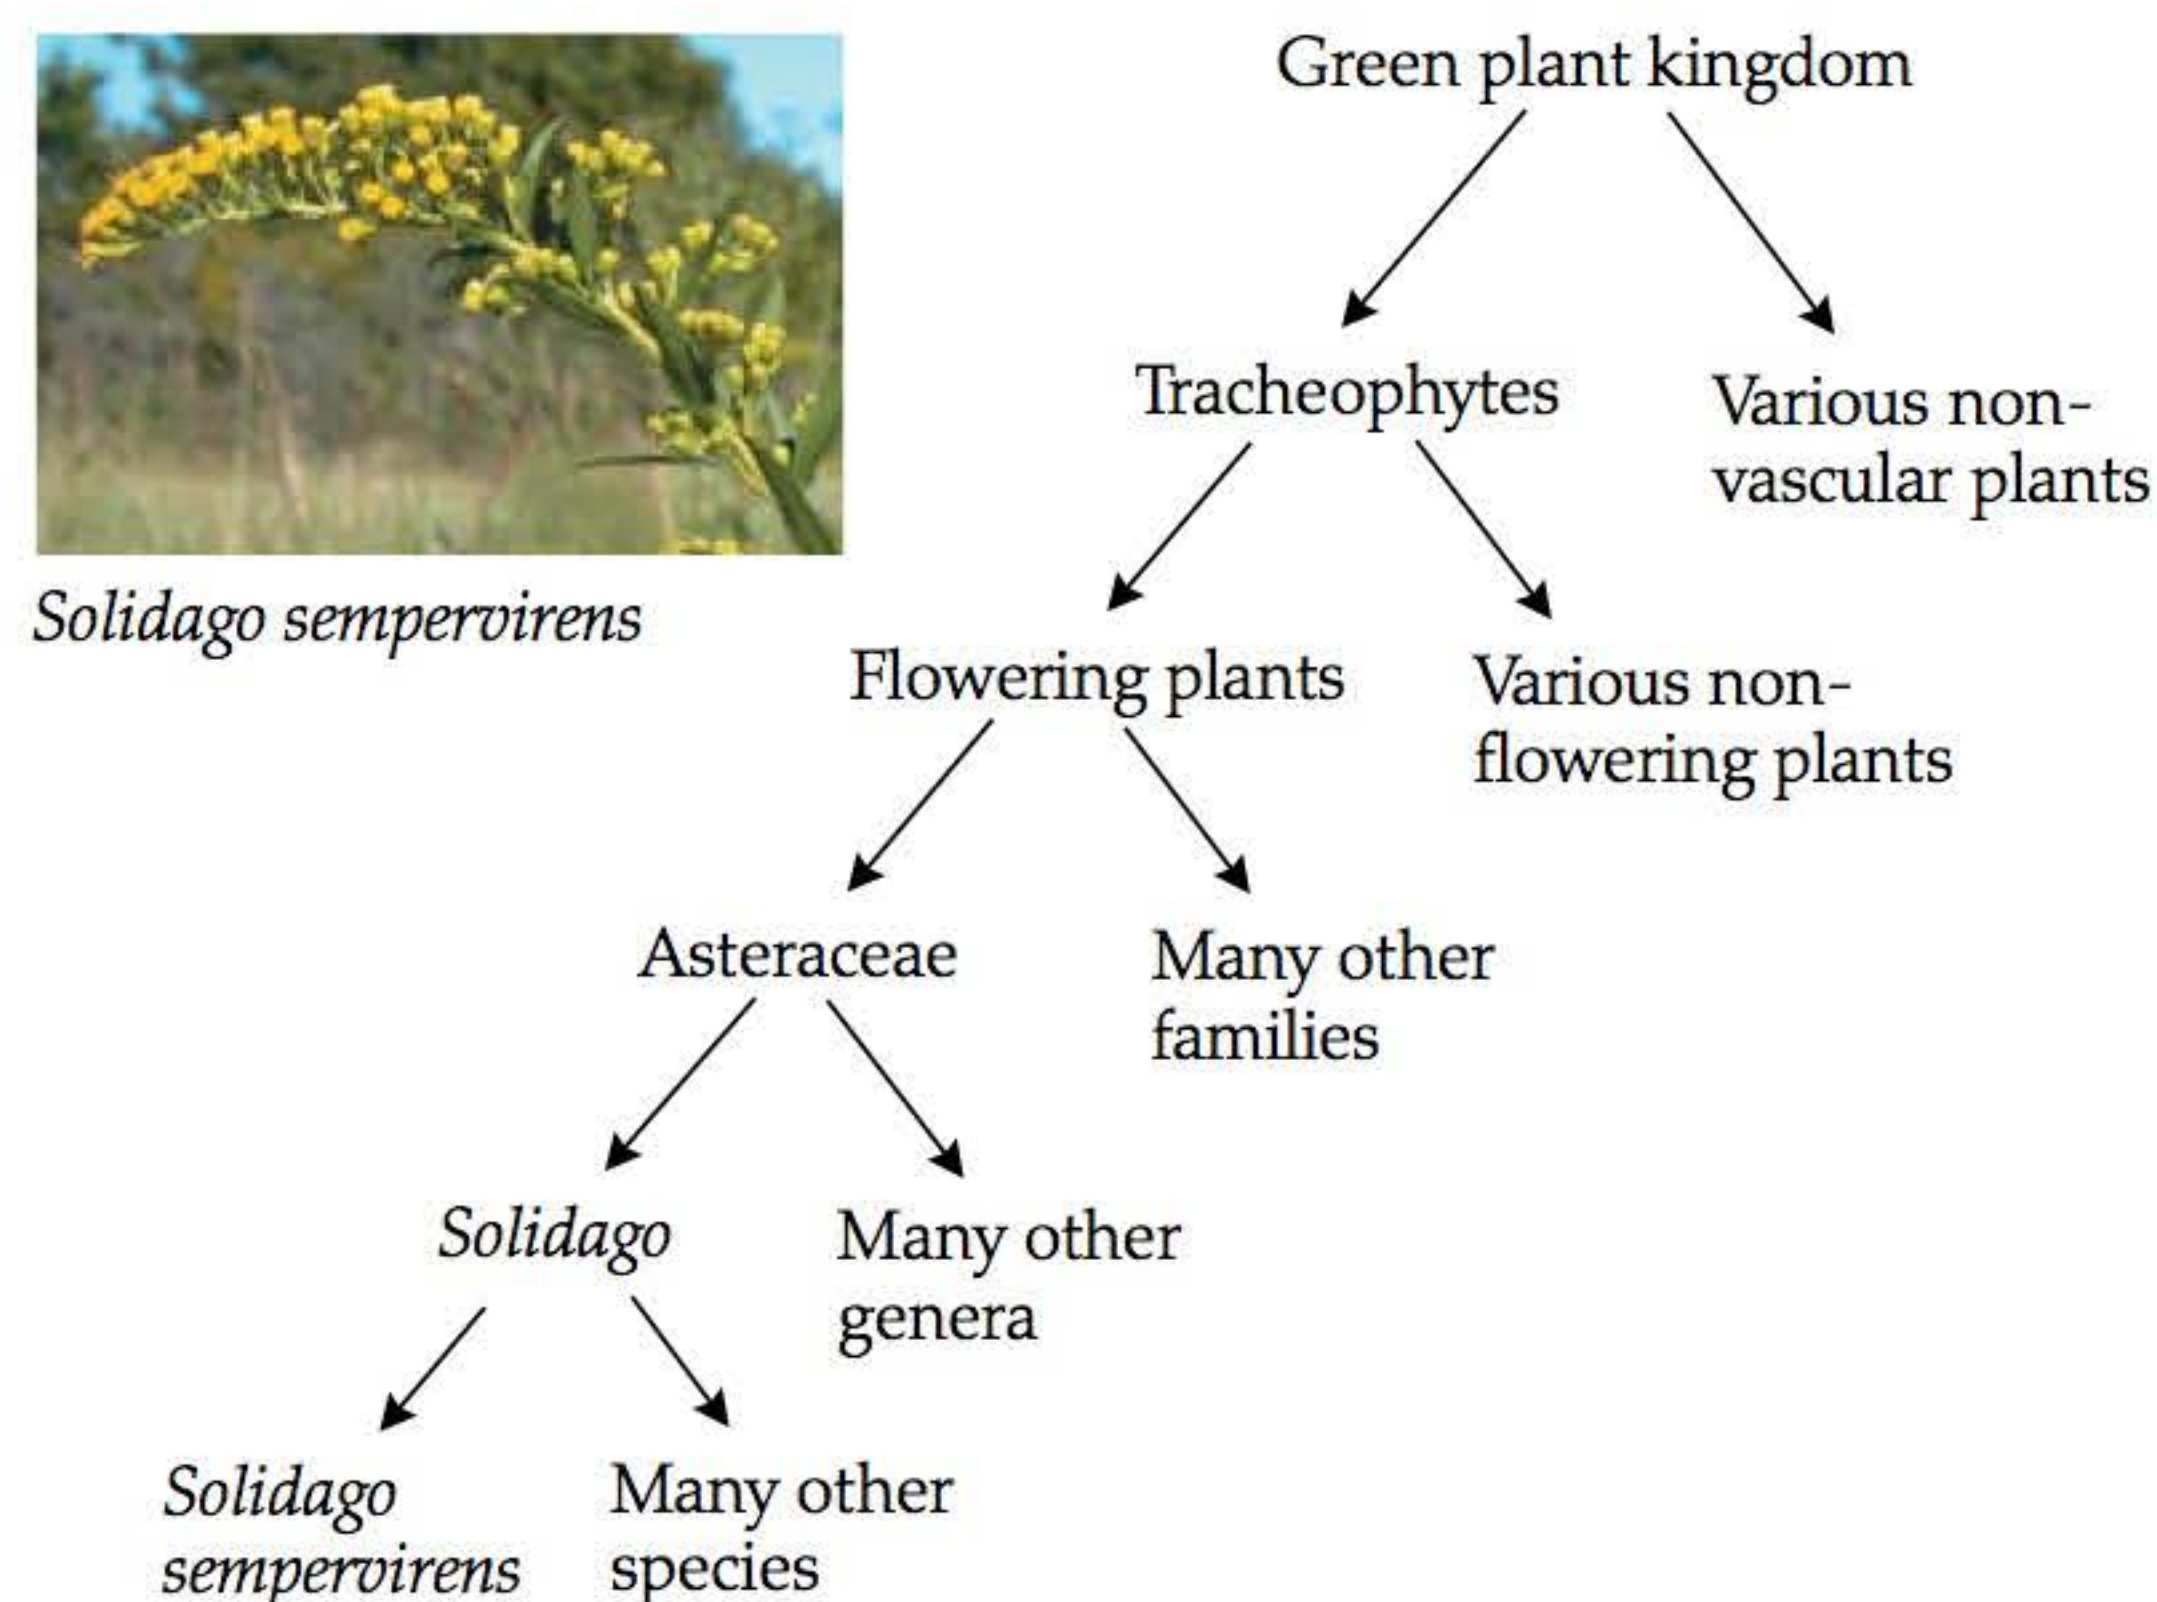 Green plant kingdom
Tracheophytes
Various non-
vascular plants
Solidago sempervirens
Flowering plants
Various non-
flowering plants
Asteraceae
Many other
families
Solidago
Many other
genera
Solidago
sempervirens
Many other
species